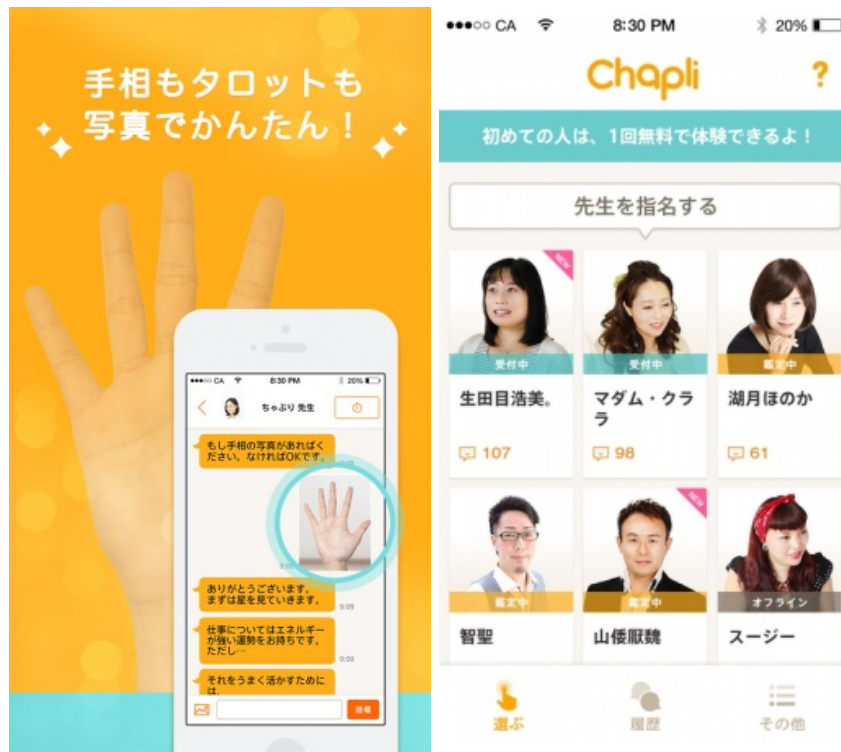 手相もタロットも
写真でかんたん！
CA 8:30 PM 20%
ちゃぷり 先生
もし手相の写真があればく
ださい。なければOKです。
ありがとうございます。
まずは星を見ていきます。
9:09
仕事についてはエネルギー
が強い運勢をお持ちです。
ただし…
9:09
それをうまく活かすために
は、
送信
CA 8:30 PM 20%
Chapli ?
初めての人は、1回無料で体験できるよ！
先生を指名する
NEW
受付中 受付中 鑑定中
生田目浩美。 マダム・クラ 湖月ほのか
ラ
107 98 61
NEW
鑑定中 鑑定中 オフライン
智聖 山倭厭魏 スージー
選ぶ 履歴 その他